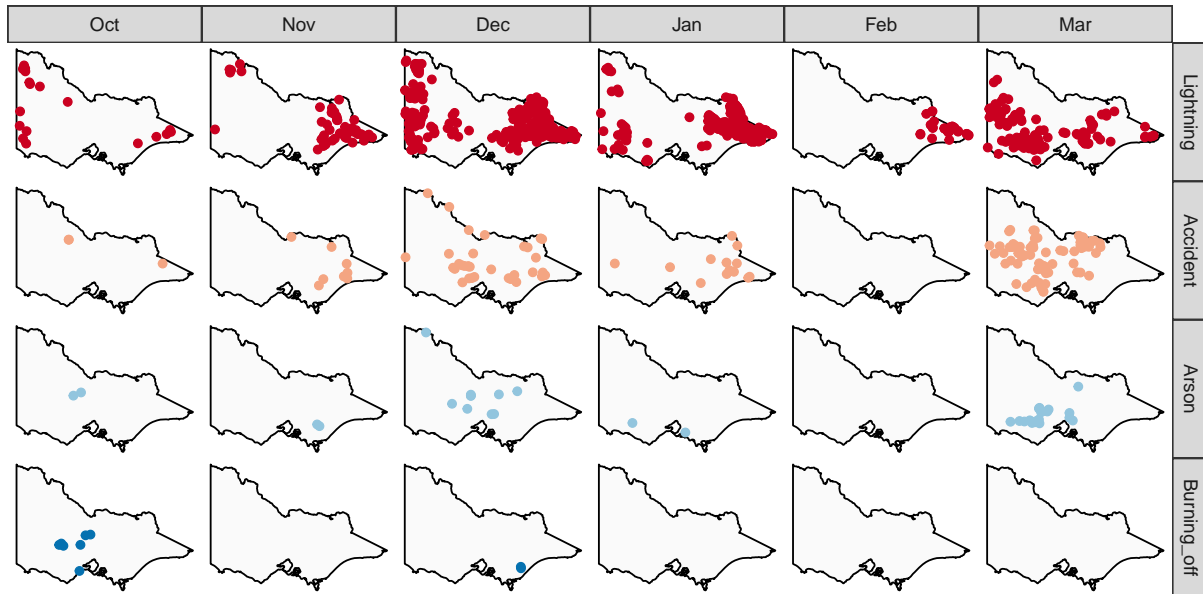 Oct Nov Dec Jan Feb Mar
Lightning
Accident
Arson
Burning_off